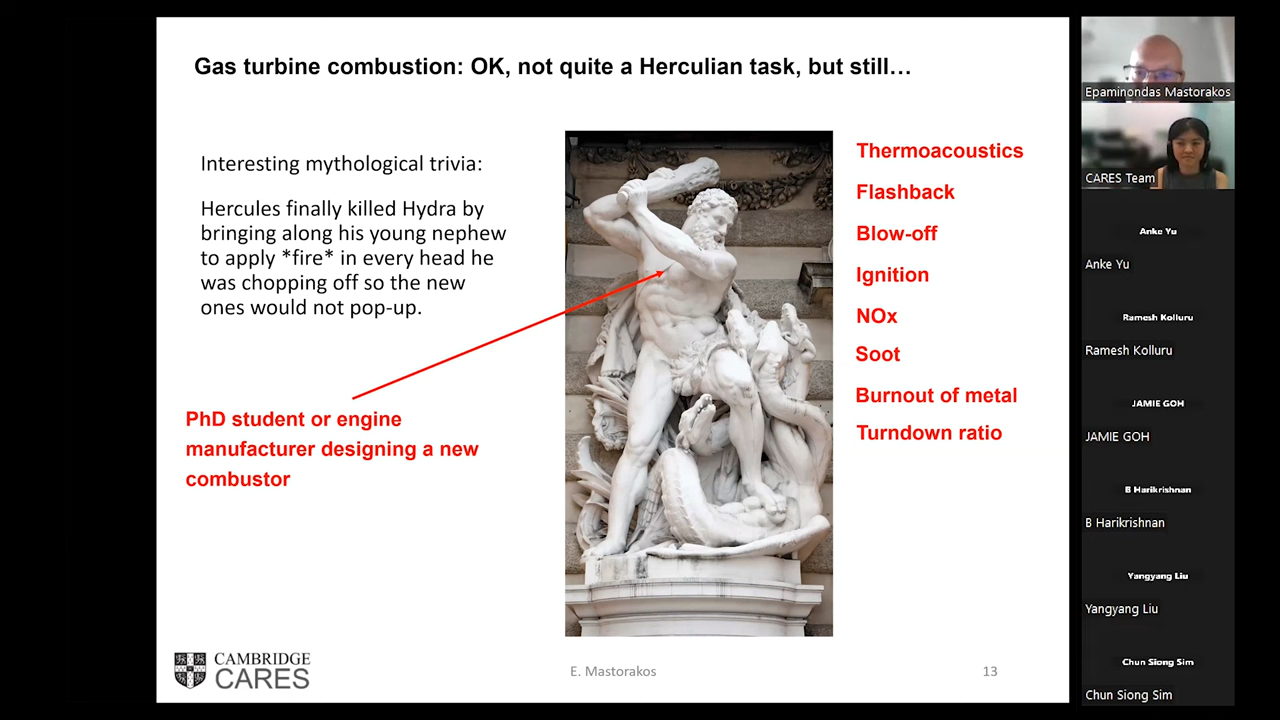 Gas turbine combustion: OK, not quite a Herculian task, but still…
Interesting mythological trivia:
Hercules finally killed Hydra by
bringing along his young nephew
to apply *fire* in every head he
was chopping off so the new
ones would not pop-up.
PhD student or engine
manufacturer designing a new
combustor
Thermoacoustics
Flashback
Blow-off
Ignition
NOx
Soot
Burnout of metal
Turndown ratio
CAMBRIDGE
CARES
E. Mastorakos
13
Epaminondas Mastorakos
CARES Team
Anke Yu
Anke Yu
Ramesh Kolluru
Ramesh Kolluru
JAMIE GOH
JAMIE GOH
B Harikrishnan
B Harikrishnan
Yangyang Liu
Yangyang Liu
Chun Siong Sim
Chun Siong Sim